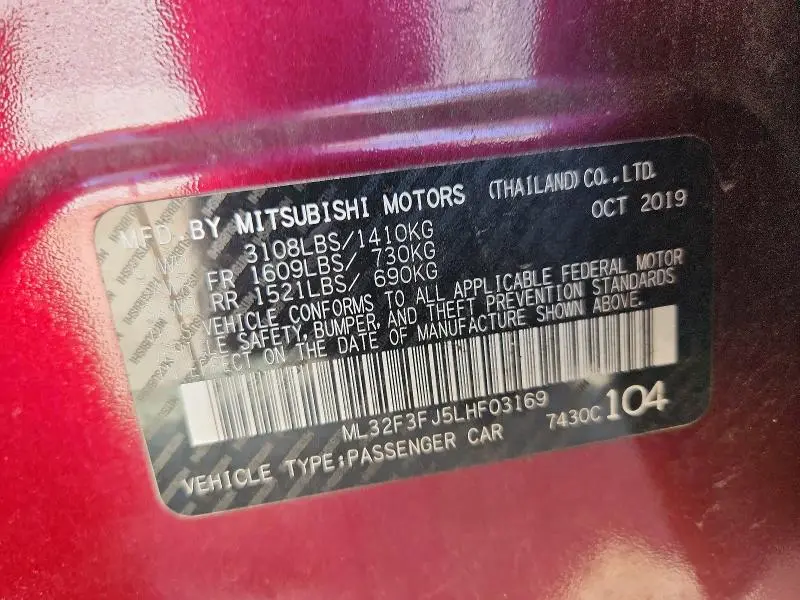 MFD. BY MITSUBISHI MOTORS (THAILAND) CO., LTD.
OCT 2019
3108LBS/1410KG
FR 1609LBS/ 730KG
RR 1521LBS/ 690KG
VEHICLE CONFORMS TO ALL APPLICABLE FEDERAL MOTOR
LE SAFETY, BUMPER, AND THEFT PREVENTION STANDARDS
ECT ON THE DATE OF MANUFACTURE SHOWN ABOVE.
ML32F3FJ5LHF03169
7430C 104
VEHICLE TYPE:PASSENGER CAR